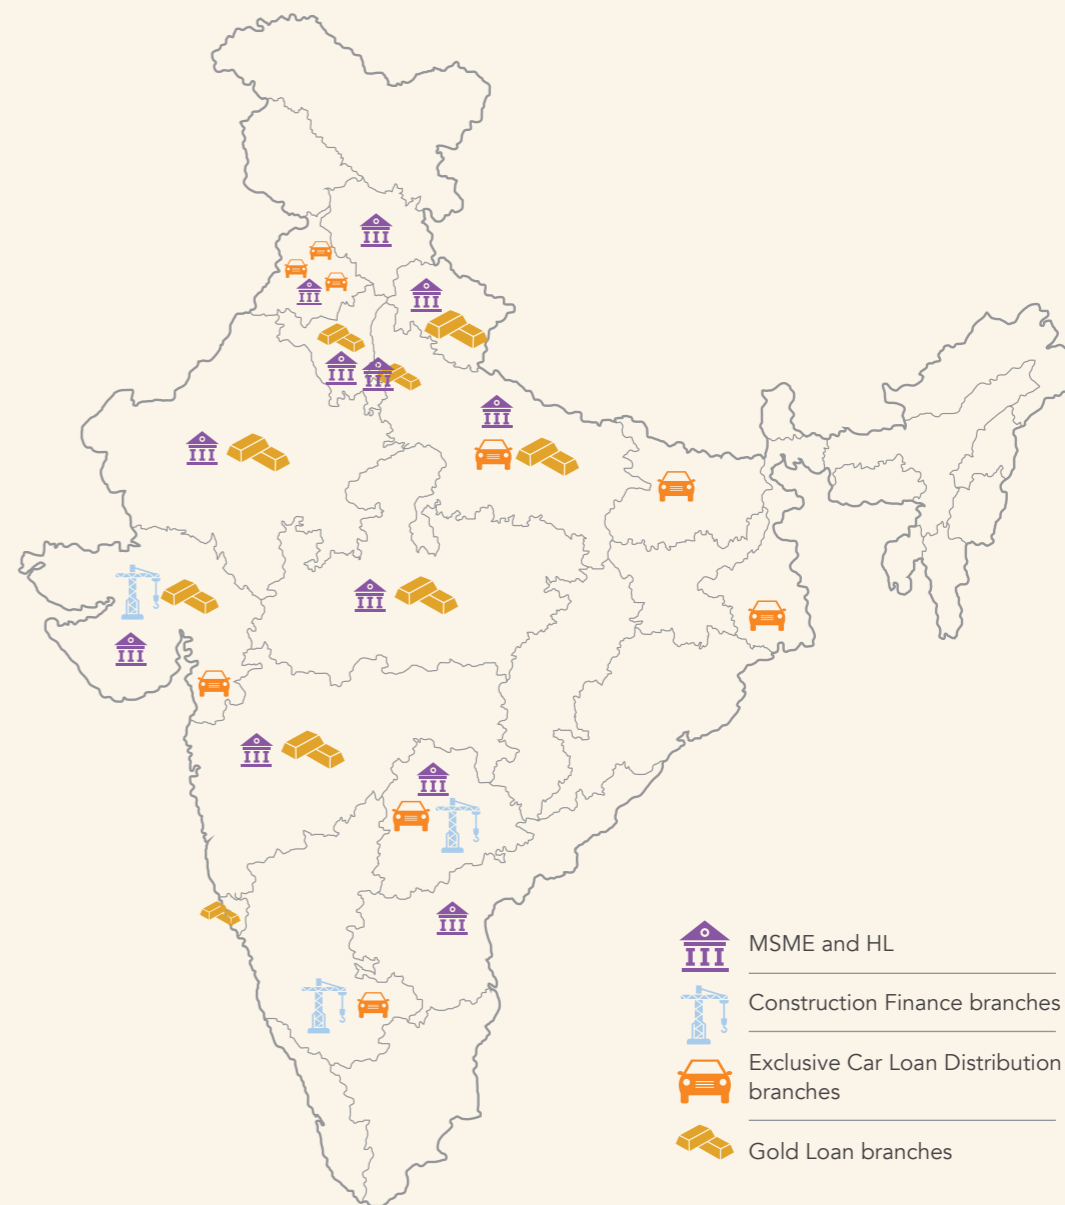 MSME and HL
Construction Finance branches
Exclusive Car Loan Distribution
branches
Gold Loan branches